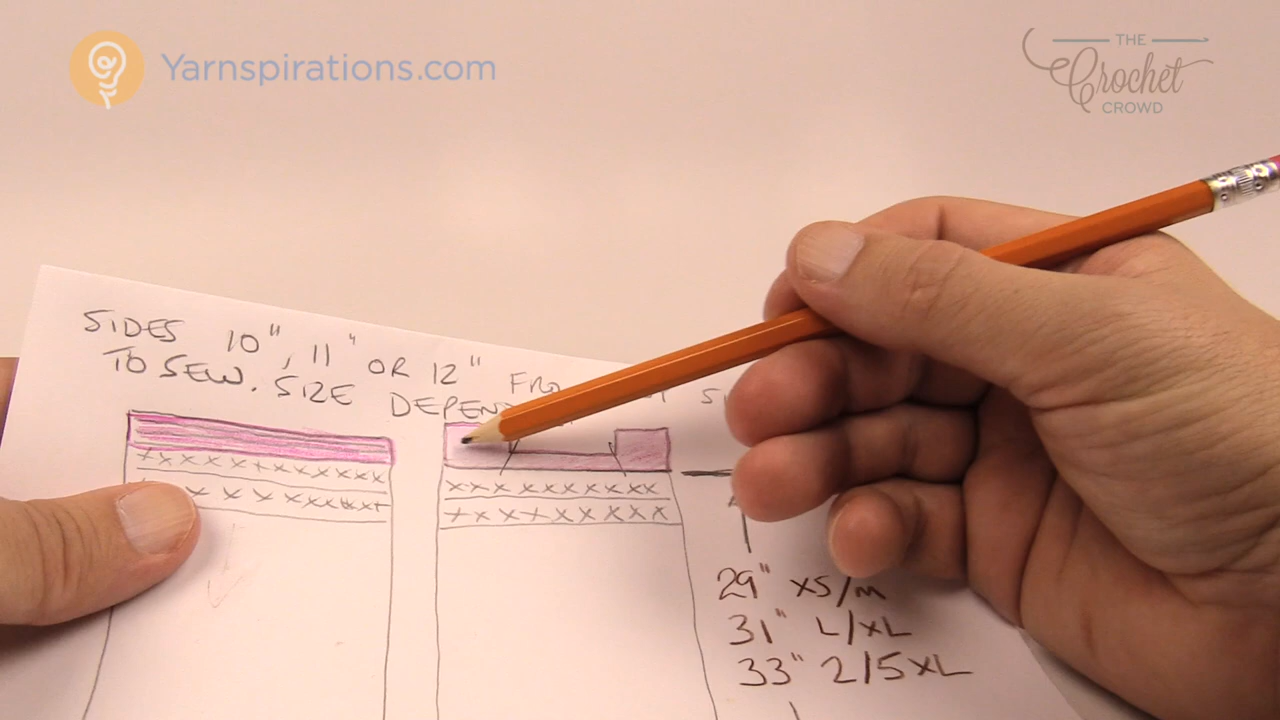 Yarnspirations.com
THE
Crochet
CROWD
SIDES 10", 11" OR 12"
TO SEW. SIZE
29" XS/M
31" L/XL
33" 2/5XL